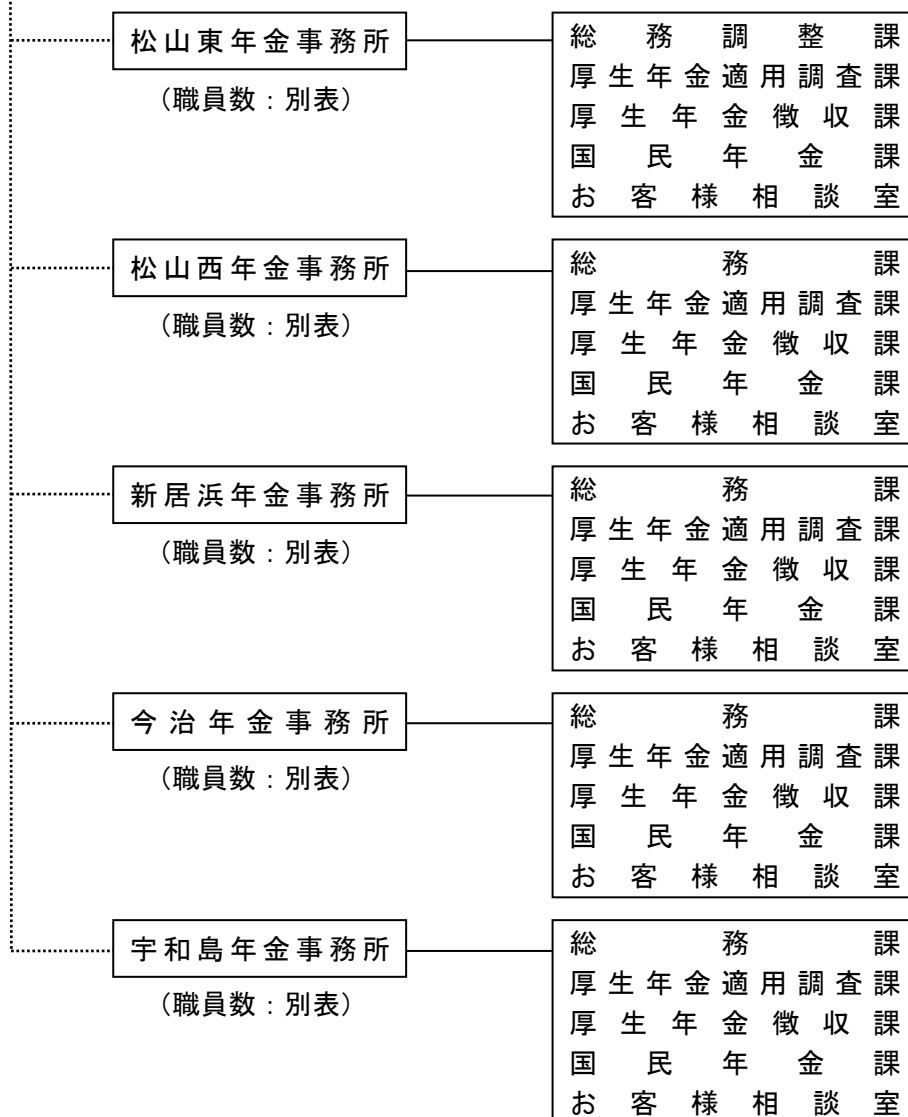 松山東年金事務所
（職員数：別表）
総務調整課
厚生年金適用調査課
厚生年金徴収課
国民年金課
お客様相談室
松山西年金事務所
（職員数：別表）
総務課
厚生年金適用調査課
厚生年金徴収課
国民年金課
お客様相談室
新居浜年金事務所
（職員数：別表）
総務課
厚生年金適用調査課
厚生年金徴収課
国民年金課
お客様相談室
今治年金事務所
（職員数：別表）
総務課
厚生年金適用調査課
厚生年金徴収課
国民年金課
お客様相談室
宇和島年金事務所
（職員数：別表）
総務課
厚生年金適用調査課
厚生年金徴収課
国民年金課
お客様相談室